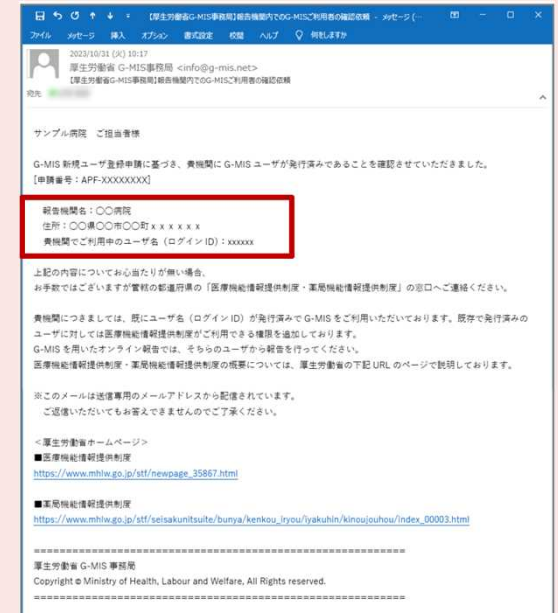 【厚生労働省G-MIS事務局】報告機関内でのG-MISご利用者の確認依頼 - メッセージ (…
ファイル メッセージ 挿入 オプション 書式設定 校閲 ヘルプ 何をしますか
2023/10/31 (火) 10:17
厚生労働省 G-MIS事務局 <info@g-mis.net>
【厚生労働省G-MIS事務局】報告機関内でのG-MISご利用者の確認依頼
宛先
サンプル病院 ご担当者様
G-MIS 新規ユーザ登録申請に基づき、貴機関に G-MIS ユーザが発行済みであることを確認させていただきました。
[申請番号：APF-XXXXXXXX]
報告機関名：〇〇病院
住所：〇〇県〇〇市〇〇町ｘｘｘｘｘｘ
貴機関でご利用中のユーザ名（ログイン ID）：xxxxxx
上記の内容についてお心当たりが無い場合、
お手数ではございますが管轄の都道府県の「医療機能情報提供制度・薬局機能情報提供制度」の窓口へご連絡ください。
貴機関につきましては、既にユーザ名（ログイン ID）が発行済みで G-MIS をご利用いただいております。既存で発行済みの
ユーザに対しては医療機能情報提供制度がご利用できる権限を追加しております。
G-MIS を用いたオンライン報告では、そちらのユーザから報告を行ってください。
医療機能情報提供制度・薬局機能情報提供制度の概要については、厚生労働省の下記 URL のページで説明しております。
※このメールは送信専用のメールアドレスから配信されています。
ご返信いただいてもお答えできませんのでご了承ください。
＜厚生労働省ホームページ＞
■医療機能情報提供制度
https://www.mhlw.go.jp/stf/newpage_35867.html
■薬局機能情報提供制度
https://www.mhlw.go.jp/stf/seisakunitsuite/bunya/kenkou_iryou/iyakuhin/kinoujouhou/index_00003.html
==========================================================
厚生労働省 G-MIS 事務局
Copyright © Ministry of Health, Labour and Welfare, All Rights reserved.
==========================================================